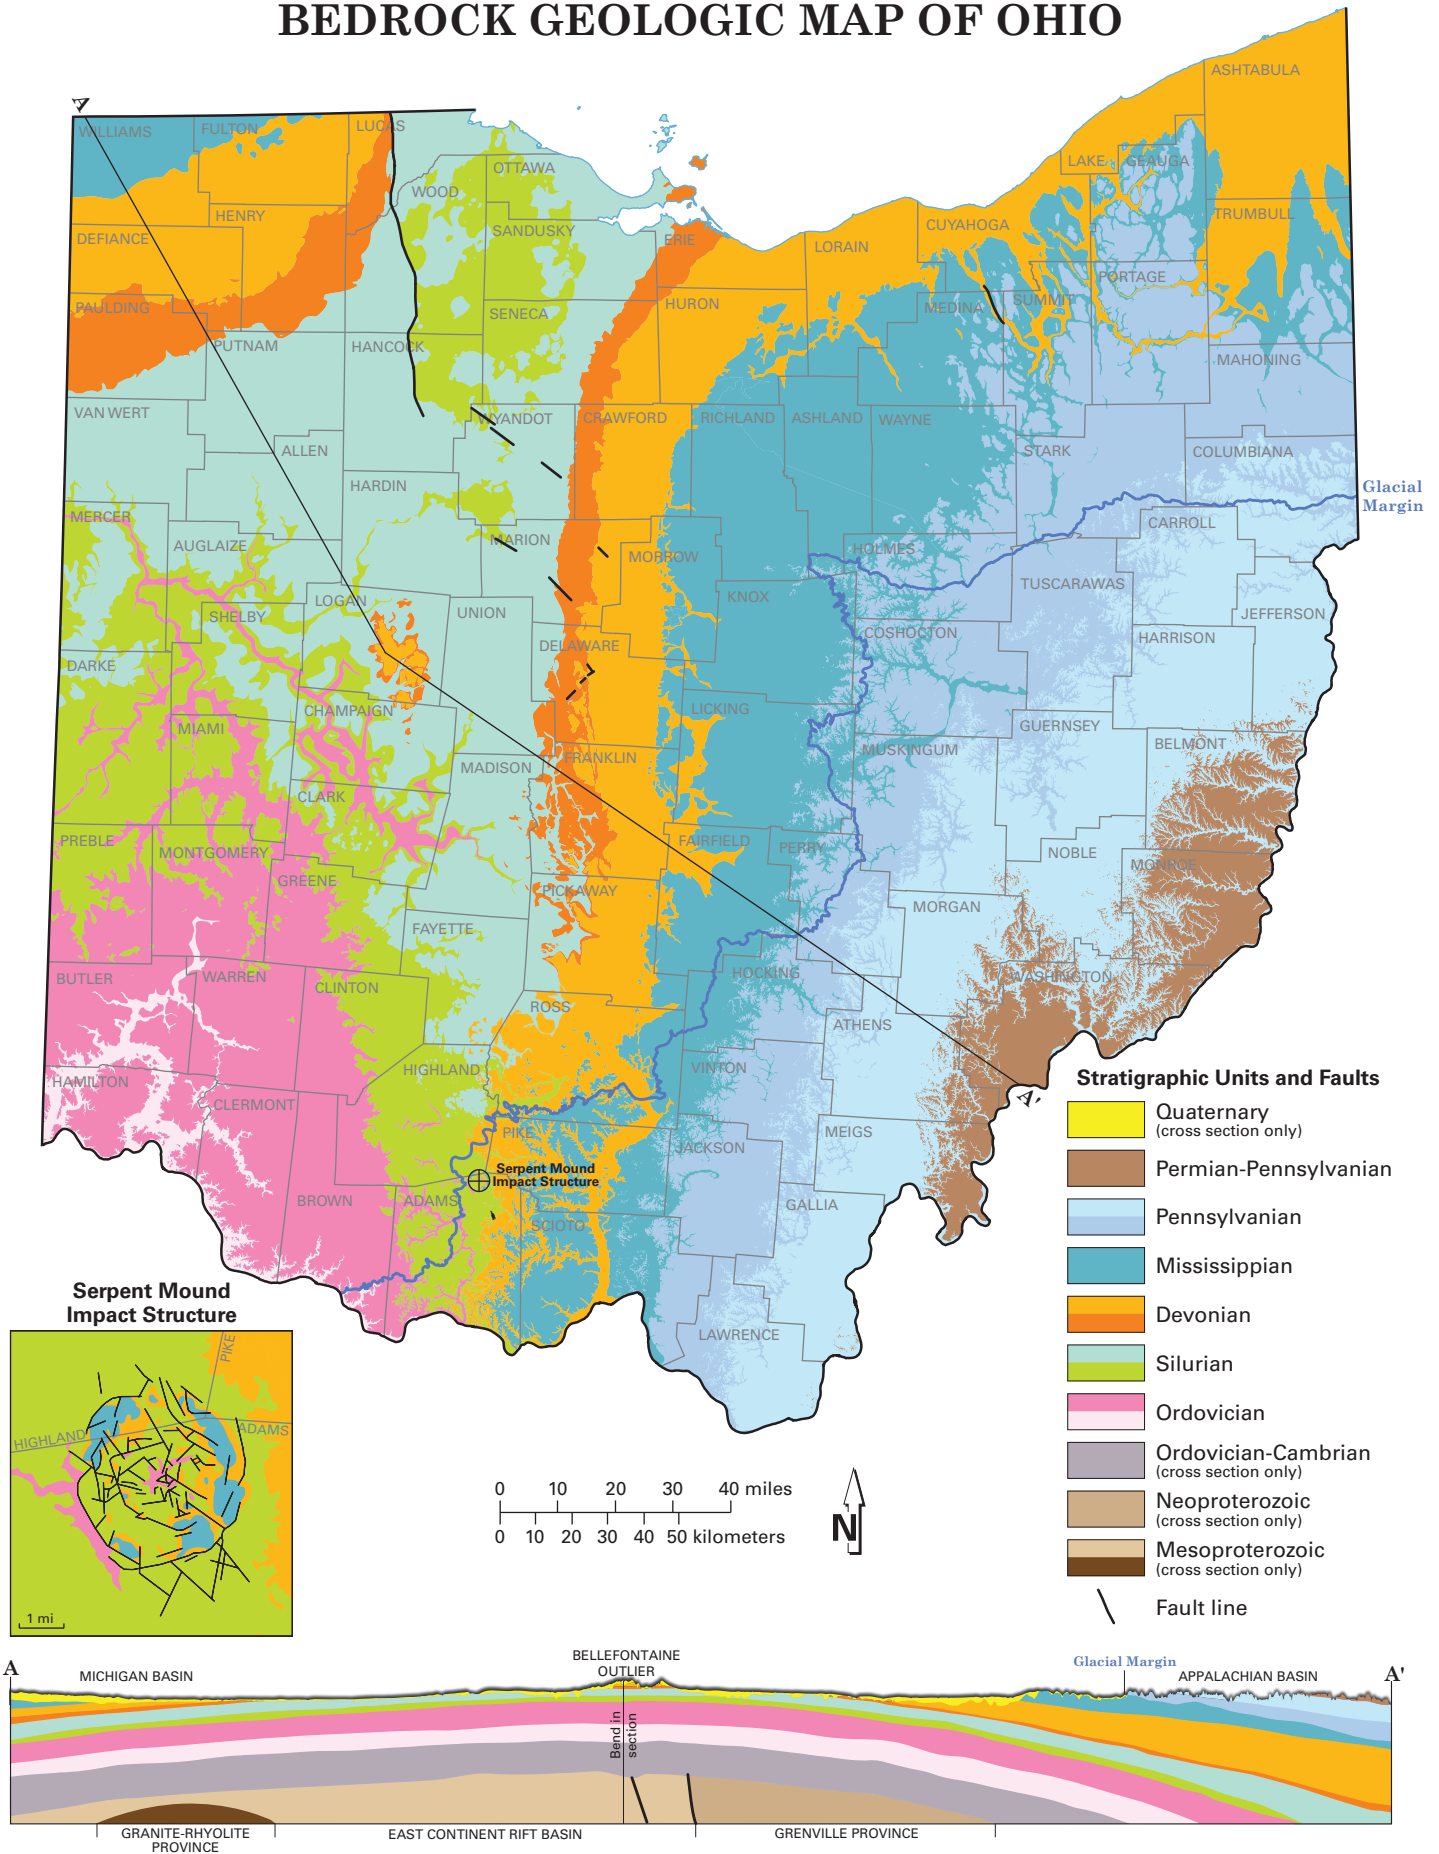 BEDROCK GEOLOGIC MAP OF OHIO
A
WILLIAMS
FULTON
LUCAS
ASHTABULA
OTTAWA
WOOD
LAKE
GEAUGA
HENRY
DEFIANCE
SANDUSKY
ERIE
LORAIN
CUYAHOGA
TRUMBULL
PAULDING
SENECA
HURON
MEDINA
SUMMIT
PORTAGE
PUTNAM
HANCOCK
MAHONING
VAN WERT
WYANDOT
CRAWFORD
RICHLAND
ASHLAND
WAYNE
ALLEN
STARK
COLUMBIANA
HARDIN
Glacial
Margin
MERCER
AUGLAIZE
MARION
MORROW
HOLMES
CARROLL
TUSCARAWAS
LOGAN
SHELBY
UNION
KNOX
JEFFERSON
DARKE
DELAWARE
COSHOCTON
HARRISON
CHAMPAIGN
LICKING
MIAMI
GUERNSEY
MUSKINGUM
BELMONT
MADISON
FRANKLIN
CLARK
PREBLE
MONTGOMERY
FAIRFIELD
PERRY
NOBLE
MONROE
GREENE
PICKAWAY
MORGAN
FAYETTE
BUTLER
WARREN
CLINTON
HOCKING
WASHINGTON
ROSS
ATHENS
HAMILTON
HIGHLAND
VINTON
CLERMONT
A'
PIKE
JACKSON
MEIGS
Serpent Mound
Impact Structure
BROWN
ADAMS
SCIOTO
GALLIA
LAWRENCE
Stratigraphic Units and Faults
Quaternary
(cross section only)
Permian-Pennsylvanian
Pennsylvanian
Mississippian
Devonian
Silurian
Ordovician
Ordovician-Cambrian
(cross section only)
Neoproterozoic
(cross section only)
Mesoproterozoic
(cross section only)
Fault line
Serpent Mound
Impact Structure
PIKE
HIGHLAND
ADAMS
1 mi
0 10 20 30 40 miles
0 10 20 30 40 50 kilometers
N
A
MICHIGAN BASIN
BELLEFONTAINE
OUTLIER
Glacial Margin
APPALACHIAN BASIN
A'
Bend in
section
GRANITE-RHYOLITE
PROVINCE
EAST CONTINENT RIFT BASIN
GRENVILLE PROVINCE